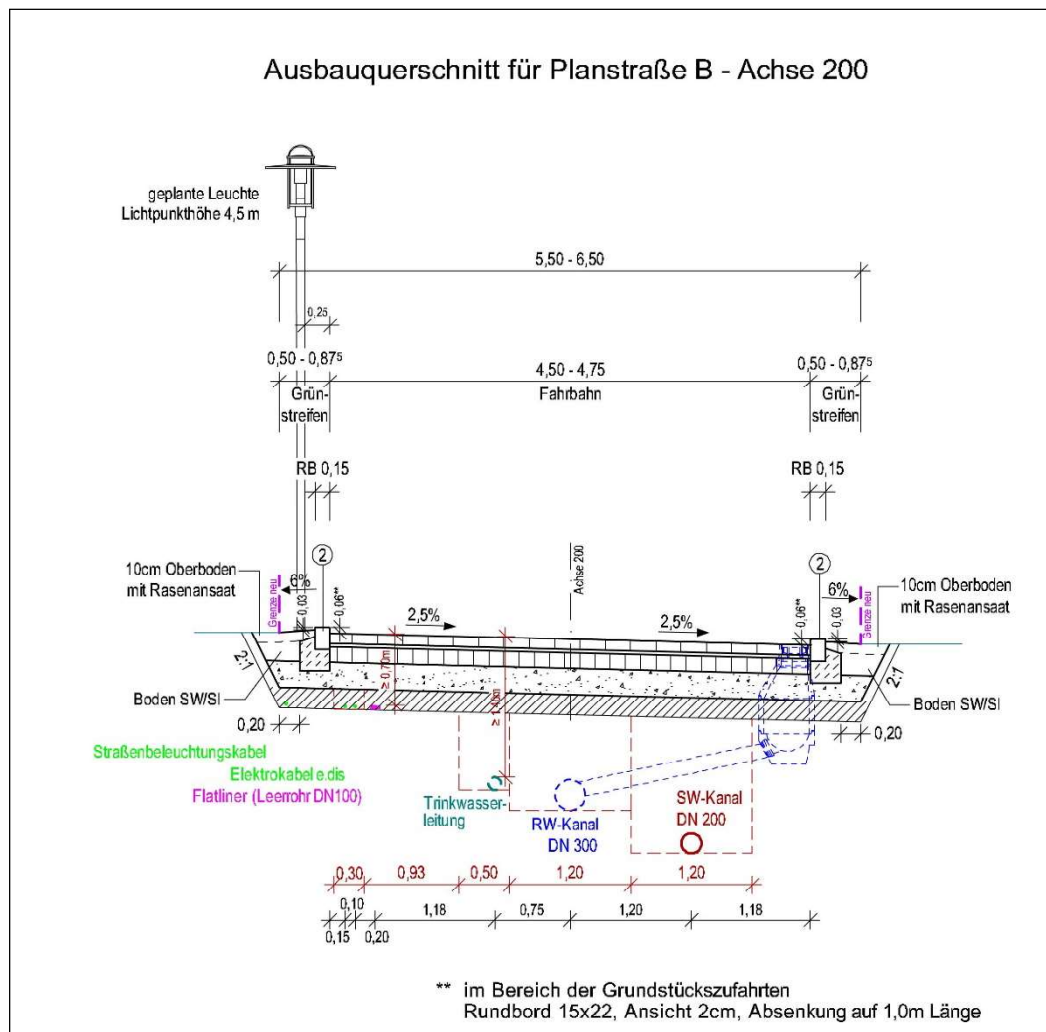 Ausbauquerschnitt für Planstraße B - Achse 200
geplante Leuchte
Lichtpunkthöhe 4,5 m
5,50 - 6,50
0,25
0,50 - 0,87⁵
4,50 - 4,75
0,50 - 0,87⁵
Grün-
streifen
Fahrbahn
Grün-
streifen
RB 0,15
RB 0,15
2
Achse 200
2
10cm Oberboden
mit Rasenansaat
Grenze neu
6%
0,03
0,06**
2,5%
2,5%
0,06**
6%
0,03
Grenze neu
10cm Oberboden
mit Rasenansaat
2:1
≥ 0,70m
2:1
Boden SW/SI
Boden SW/SI
0,20
0,20
Straßenbeleuchtungskabel
Elektrokabel e.dis
Flatliner (Leerrohr DN100)
Trinkwasser-
leitung
RW-Kanal
DN 300
SW-Kanal
DN 200
0,30
0,93
0,50
1,20
1,20
0,10
1,18
0,75
1,20
1,18
0,15
0,20
** im Bereich der Grundstückszufahrten
Rundbord 15x22, Ansicht 2cm, Absenkung auf 1,0m Länge